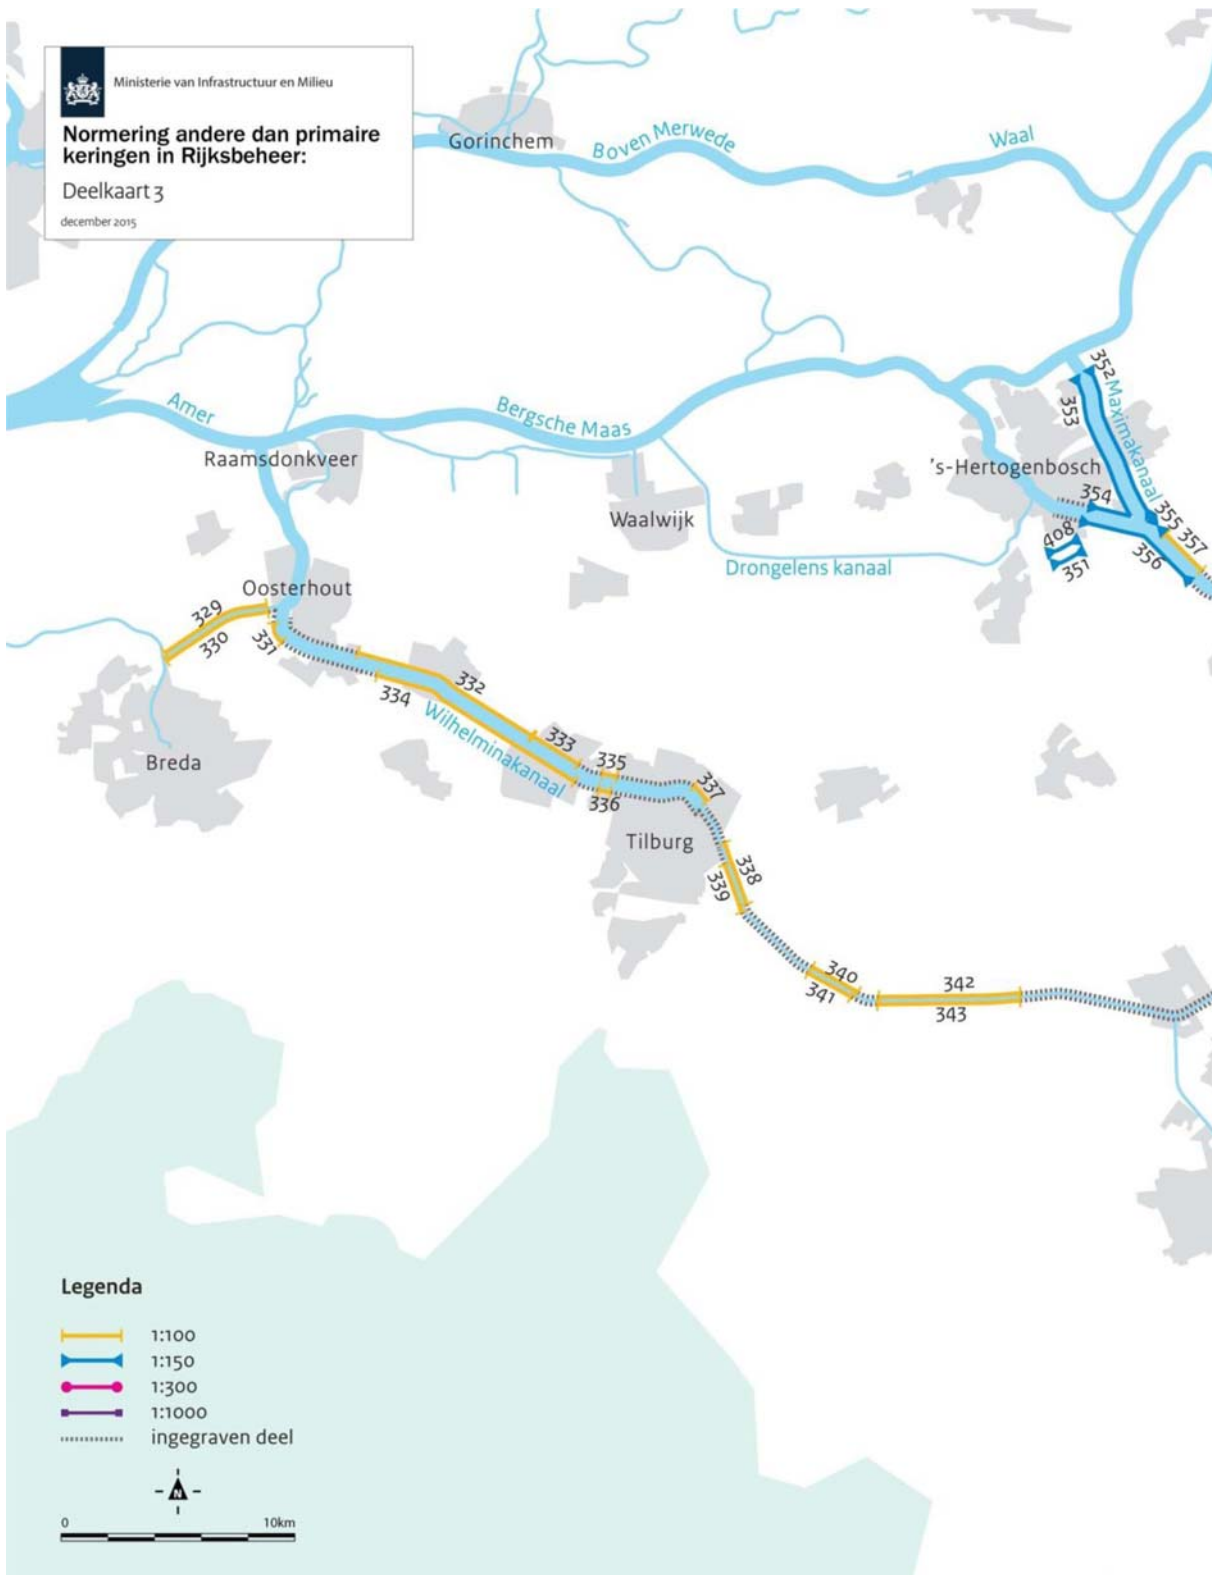 Ministerie van Infrastructuur en Milieu
Normering andere dan primaire
keringen in Rijksbeheer:
Deelkaart 3
december 2015
Gorinchem
Boven Merwede
Waal
Amer
Bergsche Maas
Raamsdonkveer
Waalwijk
's-Hertogenbosch
352
353
Maximakanaal
354
355
357
356
408
351
Drongelens kanaal
Oosterhout
329
330
331
332
334
Wilhelminakanaal
333
335
336
337
Breda
Tilburg
338
339
340
341
342
343
Legenda
1:100
1:150
1:300
1:1000
ingegraven deel
N
0 10km